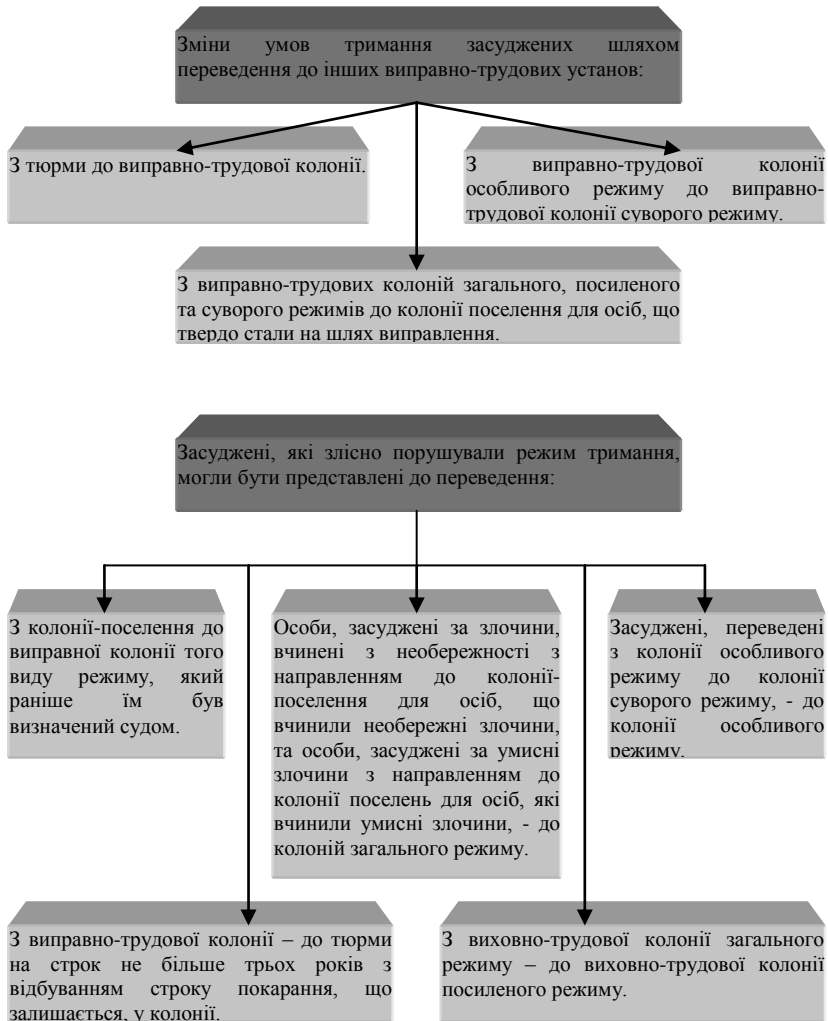 Зміни умов тримання засуджених шляхом
переведення до інших виправно-трудових установ:
З тюрми до виправно-трудової колонії.
З виправно-трудової колонії
особливого режиму до виправно-
трудової колонії суворого режиму.
З виправно-трудових колоній загального, посиленого
та суворого режимів до колонії поселення для осіб, що
твердо стали на шлях виправлення.
Засуджені, які злісно порушували режим тримання,
могли бути представлені до переведення:
З колонії-поселення до
виправної колонії того
виду режиму, який
раніше їм був
визначений судом.
Особи, засуджені за злочини,
вчинені з необережності з
направленням до колонії-
поселення для осіб, що
вчинили необережні злочини,
та особи, засуджені за умисні
злочини з направленням до
колонії поселень для осіб, які
вчинили умисні злочини, - до
колоній загального режиму.
Засуджені, переведені
з колонії особливого
режиму до колонії
суворого режиму, - до
колонії особливого
режиму.
З виправно-трудової колонії – до тюрми
на строк не більше трьох років з
відбуванням строку покарання, що
залишається, у колонії.
З виховно-трудової колонії загального
режиму – до виховно-трудової колонії
посиленого режиму.